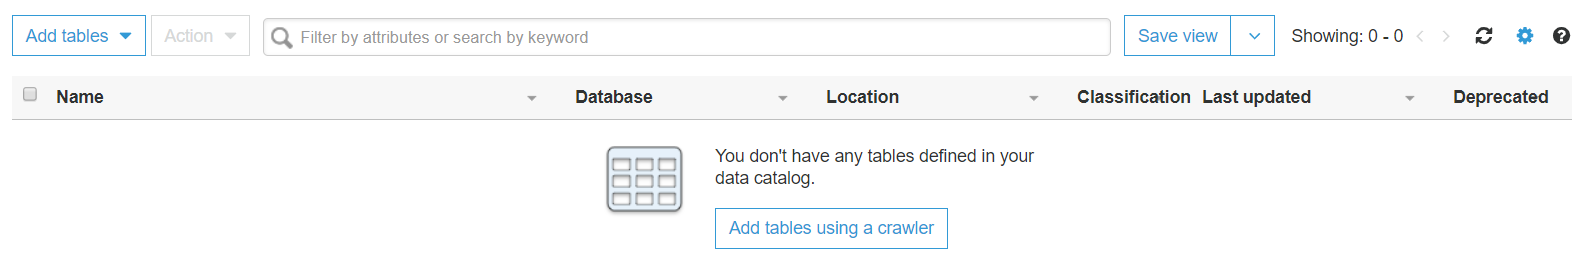 Add tables Action Filter by attributes or search by keyword Save view Showing: 0 - 0 ?
Name Database Location Classification Last updated Deprecated
You don't have any tables defined in your
data catalog.
Add tables using a crawler